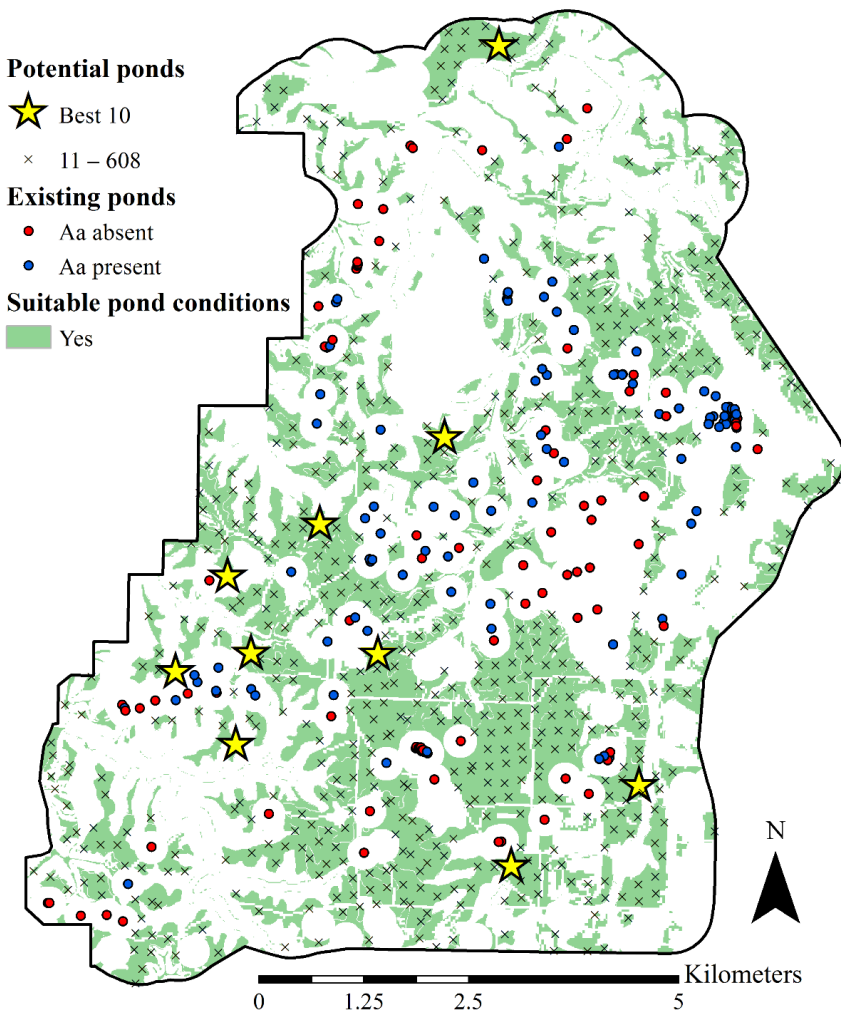 Potential ponds
Best 10
11 – 608
Existing ponds
Aa absent
Aa present
Suitable pond conditions
Yes
N
Kilometers
0 1.25 2.5 5